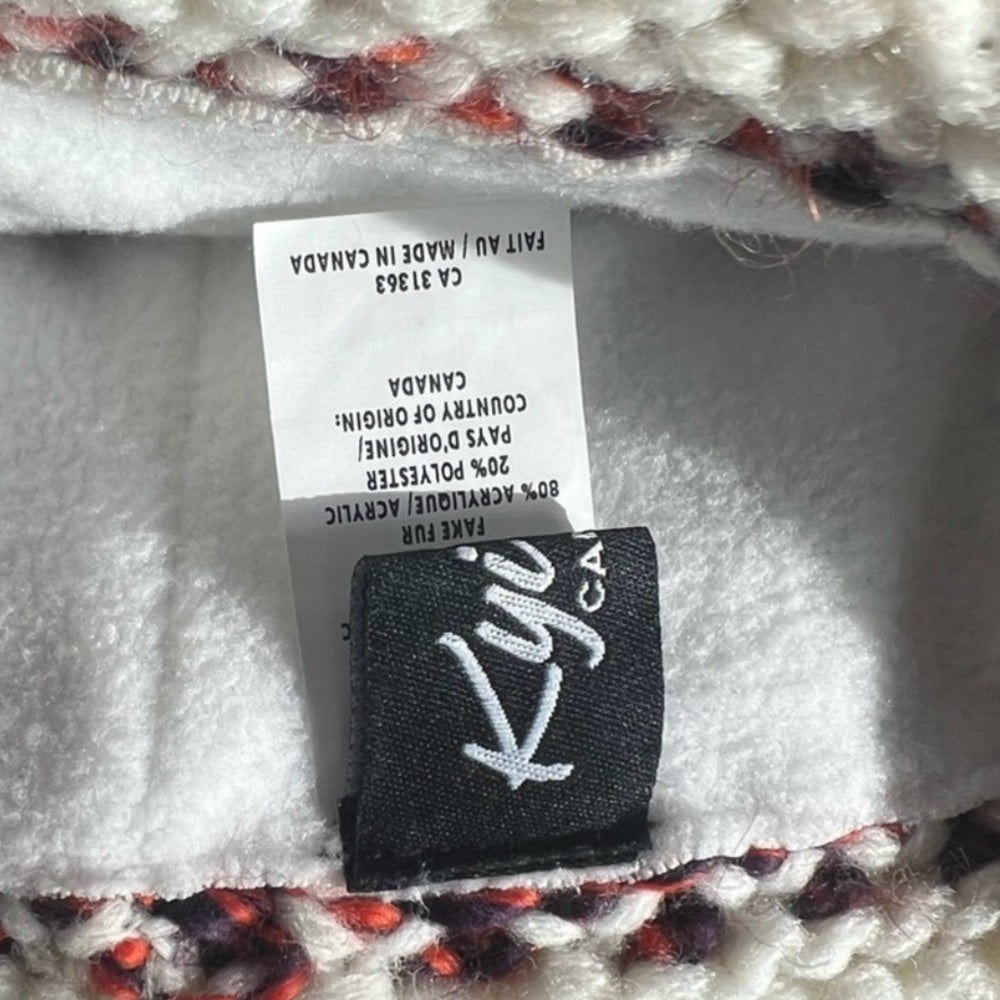 FAKE FUR
80% ACRYLIQUE/ ACRYLIC
20% POLYESTER
PAYS D'ORIGINE/
COUNTRY OF ORIGIN:
CANADA
CA 31363
FAIT AU / MADE IN CANADA
Kyi